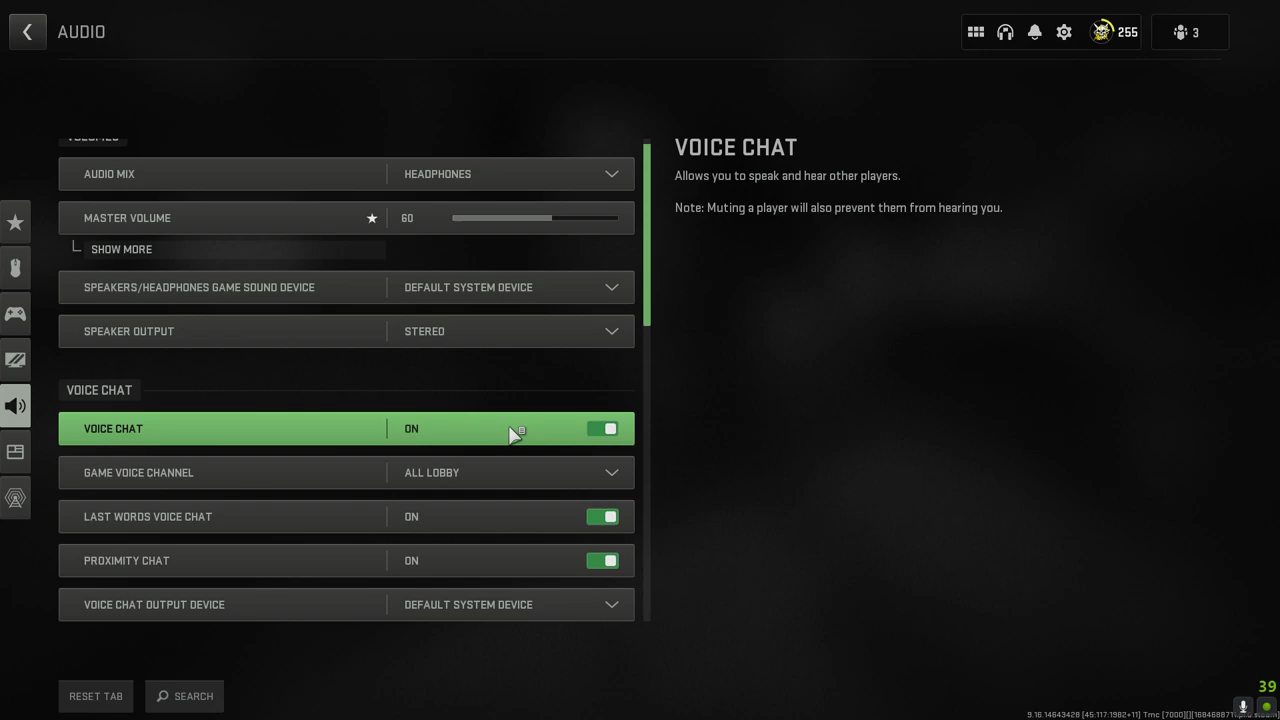 AUDIO
255
3
VOLUMES
AUDIO MIX
HEADPHONES
MASTER VOLUME
60
SHOW MORE
SPEAKERS/HEADPHONES GAME SOUND DEVICE
DEFAULT SYSTEM DEVICE
SPEAKER OUTPUT
STEREO
VOICE CHAT
VOICE CHAT
ON
GAME VOICE CHANNEL
ALL LOBBY
LAST WORDS VOICE CHAT
ON
PROXIMITY CHAT
ON
VOICE CHAT OUTPUT DEVICE
DEFAULT SYSTEM DEVICE
VOICE CHAT
Allows you to speak and hear other players.
Note: Muting a player will also prevent them from hearing you.
RESET TAB
SEARCH
39